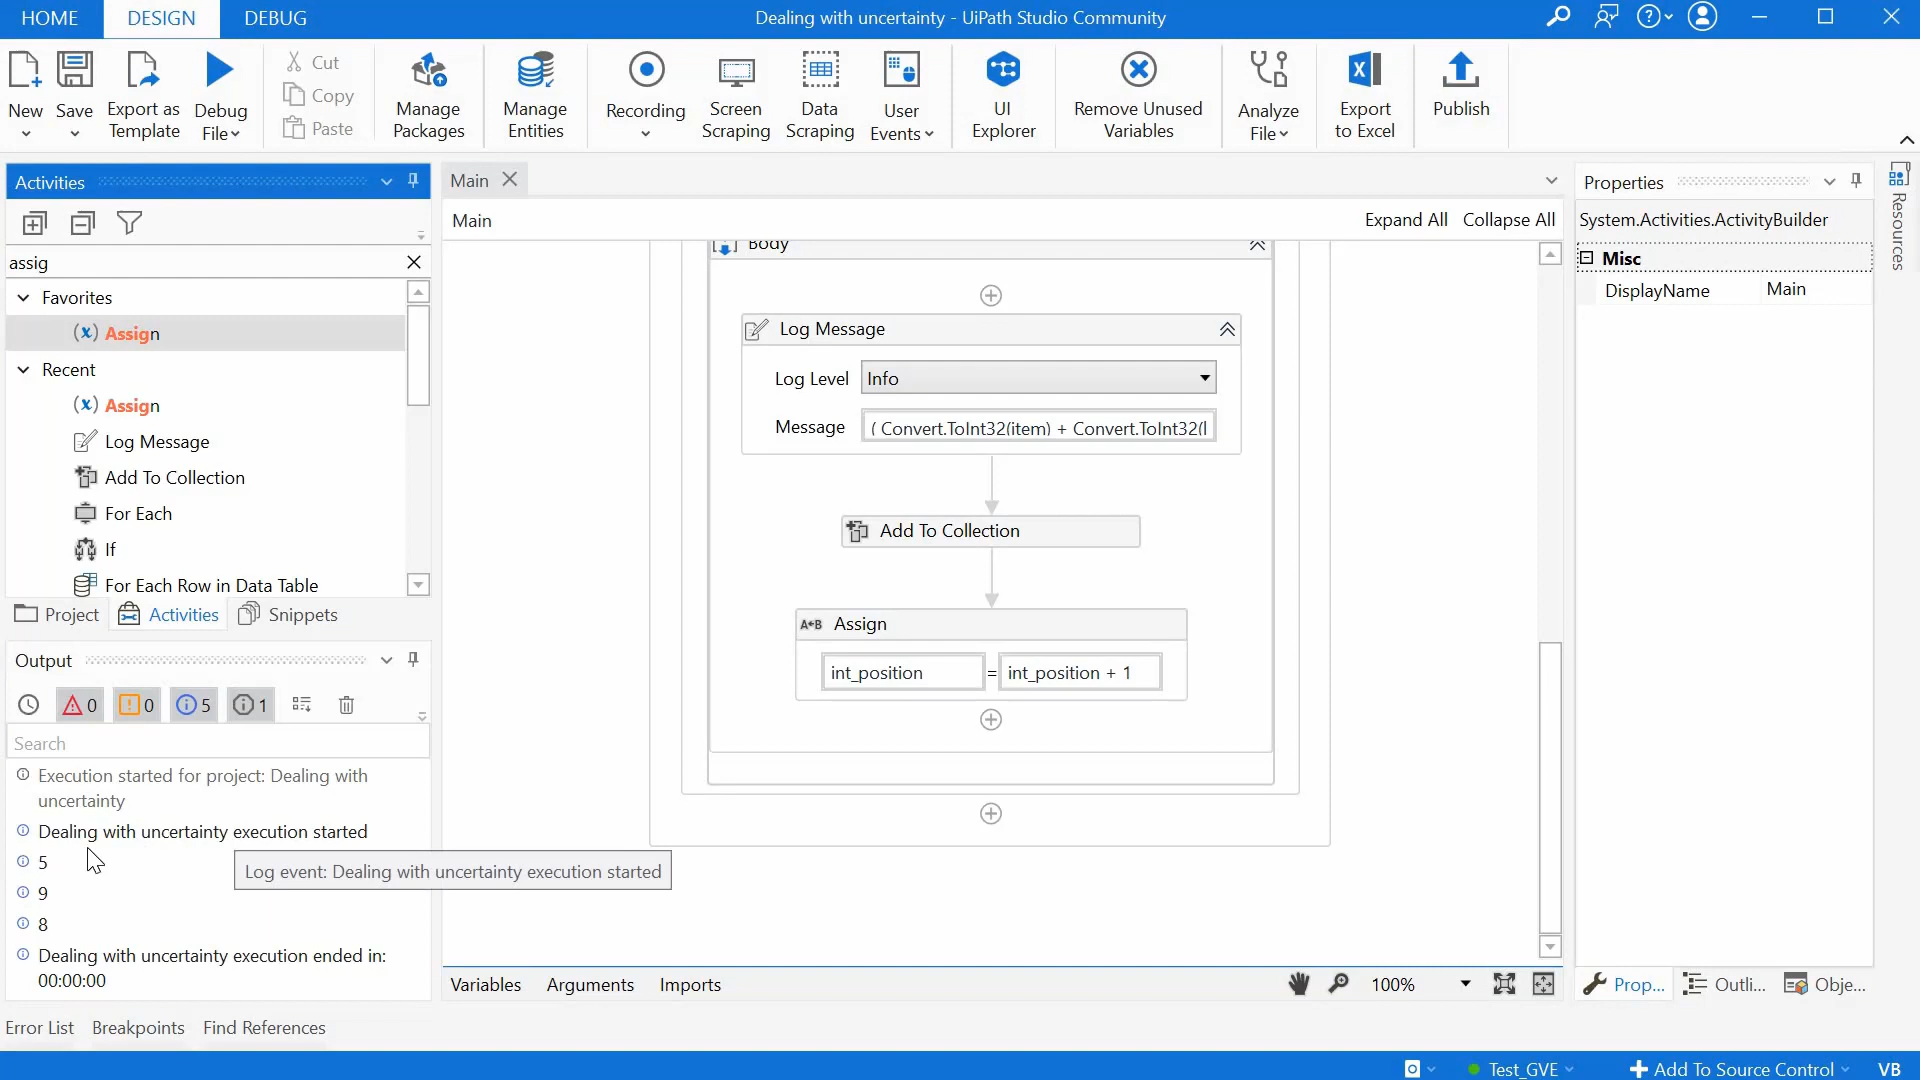 HOME
DESIGN
DEBUG
Dealing with uncertainty - UiPath Studio Community
New
Save
Export as
Template
Debug
File
Cut
Copy
Paste
Manage
Packages
Manage
Entities
Recording
Screen
Scraping
Data
Scraping
User
Events
UI
Explorer
Remove Unused
Variables
Analyze
File
Export
to Excel
Publish
Activities
assig
Favorites
Assign
Recent
Assign
Log Message
Add To Collection
For Each
If
For Each Row in Data Table
Project
Activities
Snippets
Output
0
0
5
1
Search
Execution started for project: Dealing with
uncertainty
Dealing with uncertainty execution started
5
9
8
Dealing with uncertainty execution ended in:
00:00:00
Log event: Dealing with uncertainty execution started
Error List
Breakpoints
Find References
Main
Main
Expand All
Collapse All
Body
Log Message
Log Level
Info
Message
( Convert.ToInt32(item) + Convert.ToInt32(l
Add To Collection
A+B Assign
int_position
=
int_position + 1
Variables
Arguments
Imports
100%
Properties
System.Activities.ActivityBuilder
Misc
DisplayName
Main
Resources
Prop...
Outli...
Obje...
Test_GVE
Add To Source Control
VB